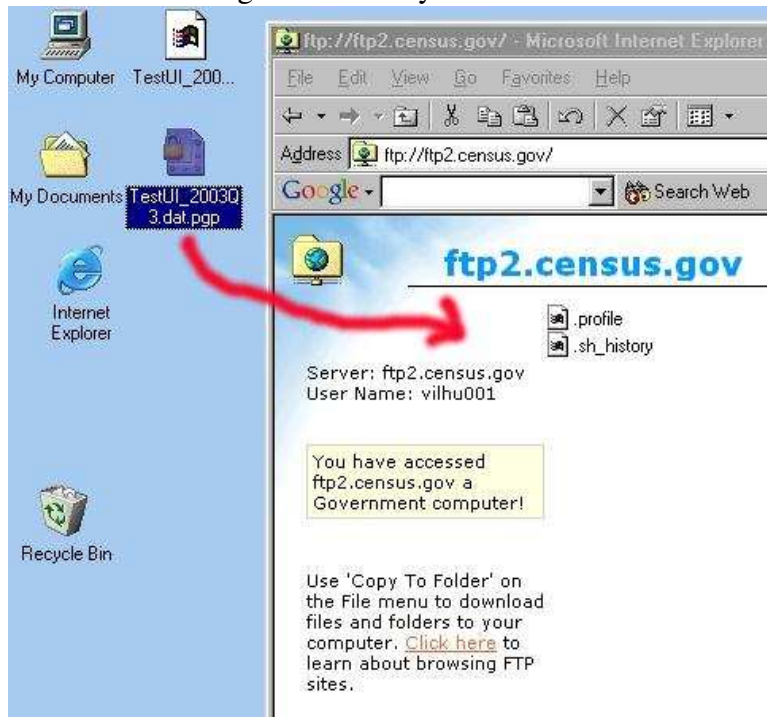 My Computer
TestUI_200...
My Documents
TestUI_2003Q
3.dat.pgp
Internet
Explorer
Recycle Bin
ftp://ftp2.census.gov/ - Microsoft Internet Explorer
File Edit View Go Favorites Help
Address ftp://ftp2.census.gov/
Google Search Web
ftp2.census.gov
.profile
.sh_history
Server: ftp2.census.gov
User Name: vilhu001
You have accessed
ftp2.census.gov a
Government computer!
Use 'Copy To Folder' on
the File menu to download
files and folders to your
computer. Click here to
learn about browsing FTP
sites.